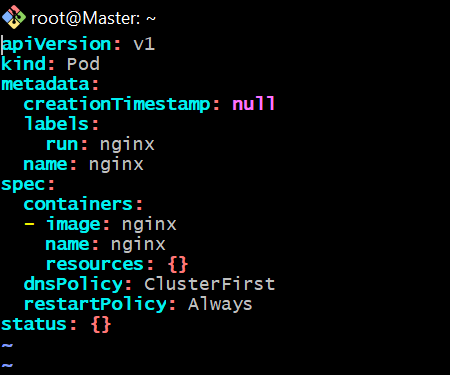 root@Master: ~
apiVersion: v1
kind: Pod
metadata:
  creationTimestamp: null
  labels:
    run: nginx
  name: nginx
spec:
  containers:
  - image: nginx
    name: nginx
    resources: {}
  dnsPolicy: ClusterFirst
  restartPolicy: Always
status: {}
~
~